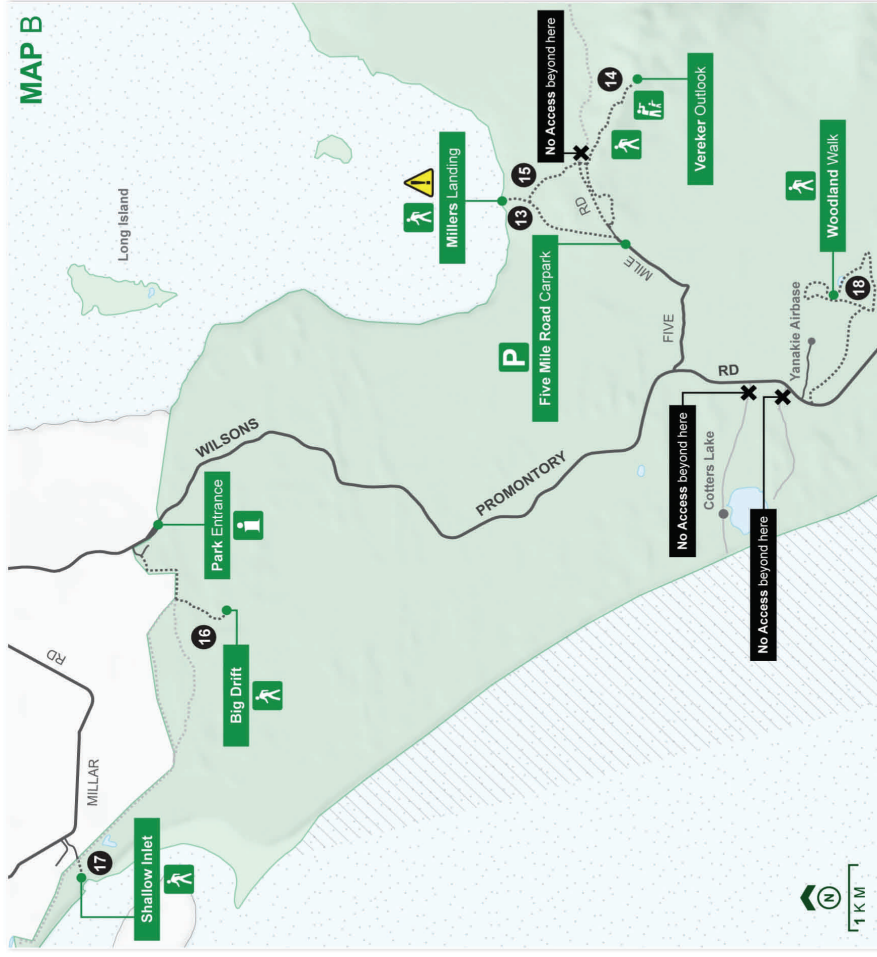 MAP B
Long Island
Millers Landing
No Access beyond here
15
13
14
Vereker Outlook
RD
MILE
FIVE
P
Five Mile Road Carpark
Woodland Walk
18
Yanakie Airbase
RD
WILSONS
PROMONTORY
Park Entrance
i
16
Big Drift
No Access beyond here
Cotters Lake
No Access beyond here
RD
MILLAR
17
Shallow Inlet
N
1 KM